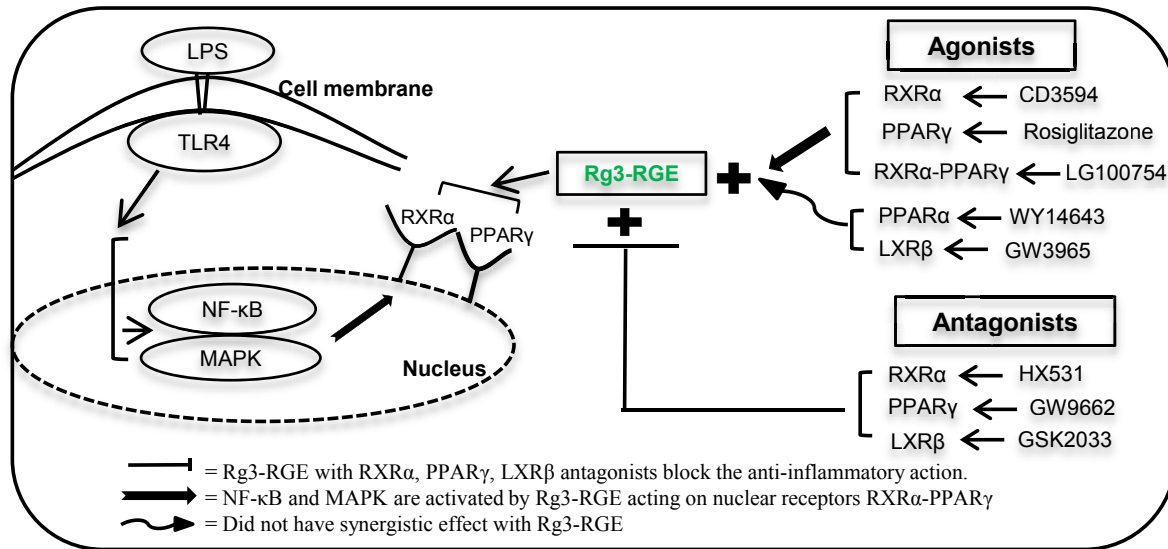 LPS
Cell membrane
TLR4
RXRα
PPARγ
NF-κB
MAPK
Nucleus
Rg3-RGE
Agonists
RXRα CD3594
PPARγ Rosiglitazone
RXRα-PPARγ LG100754
PPARα WY14643
LXRβ GW3965
Antagonists
RXRα HX531
PPARγ GW9662
LXRβ GSK2033
= Rg3-RGE with RXRα, PPARγ, LXRβ antagonists block the anti-inflammatory action.
= NF-κB and MAPK are activated by Rg3-RGE acting on nuclear receptors RXRα-PPARγ
= Did not have synergistic effect with Rg3-RGE